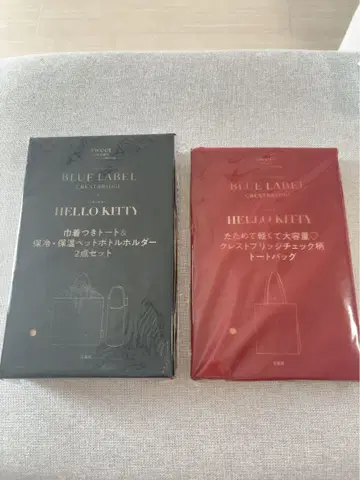 BLUE LABEL
CRESTBRIDGE
HELLO KITTY
巾着つきトート&
保冷・保温ペットボトルホルダー
2点セット
BLUE LABEL
CRESTBRIDGE
HELLO KITTY
たためて軽くて大容量♡
クレストブリッジチェック柄
トートバッグ